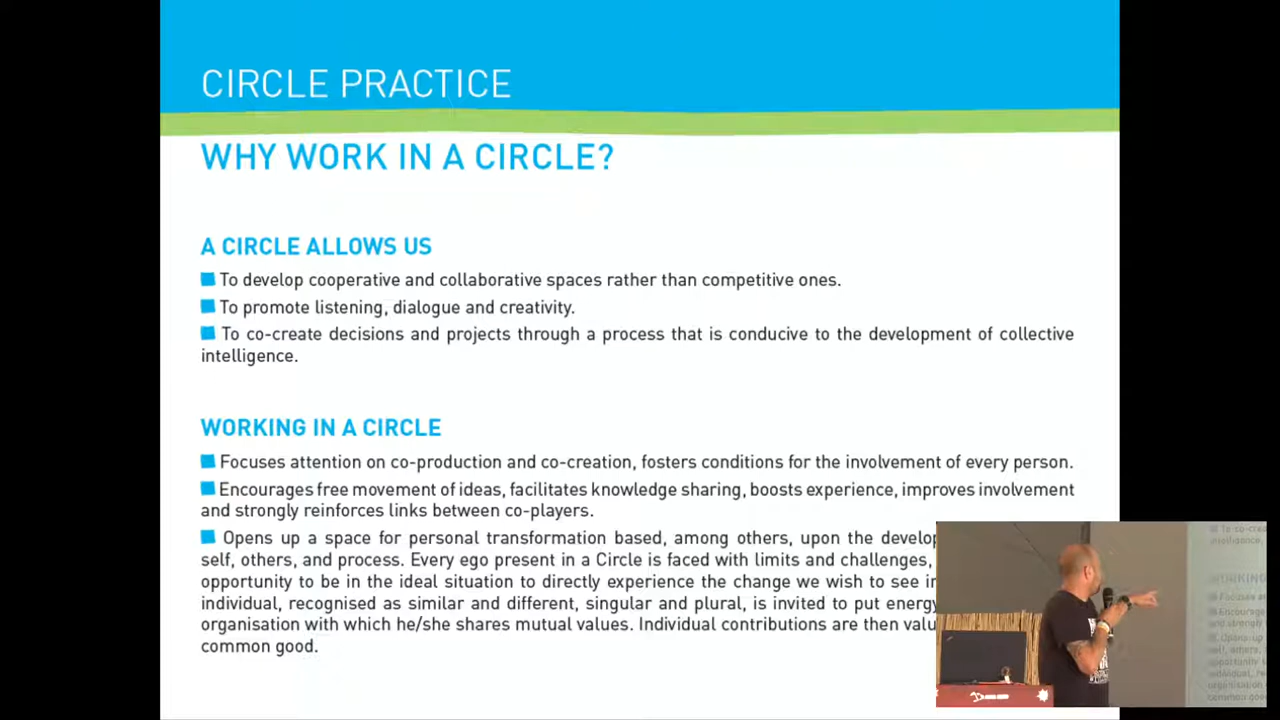 CIRCLE PRACTICE
WHY WORK IN A CIRCLE?
A CIRCLE ALLOWS US
To develop cooperative and collaborative spaces rather than competitive ones.
To promote listening, dialogue and creativity.
To co-create decisions and projects through a process that is conducive to the development of collective
intelligence.
WORKING IN A CIRCLE
Focuses attention on co-production and co-creation, fosters conditions for the involvement of every person.
Encourages free movement of ideas, facilitates knowledge sharing, boosts experience, improves involvement
and strongly reinforces links between co-players.
Opens up a space for personal transformation based, among others, upon the develop
self, others, and process. Every ego present in a Circle is faced with limits and challenges,
opportunity to be in the ideal situation to directly experience the change we wish to see in
individual, recognised as similar and different, singular and plural, is invited to put energy
organisation with which he/she shares mutual values. Individual contributions are then valu
common good.